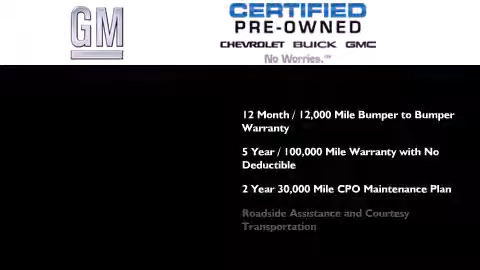 GM
CERTIFIED
PRE-OWNED
CHEVROLET BUICK GMC
No Worries.™
12 Month / 12,000 Mile Bumper to Bumper
Warranty
5 Year / 100,000 Mile Warranty with No
Deductible
2 Year 30,000 Mile CPO Maintenance Plan
Roadside Assistance and Courtesy
Transportation